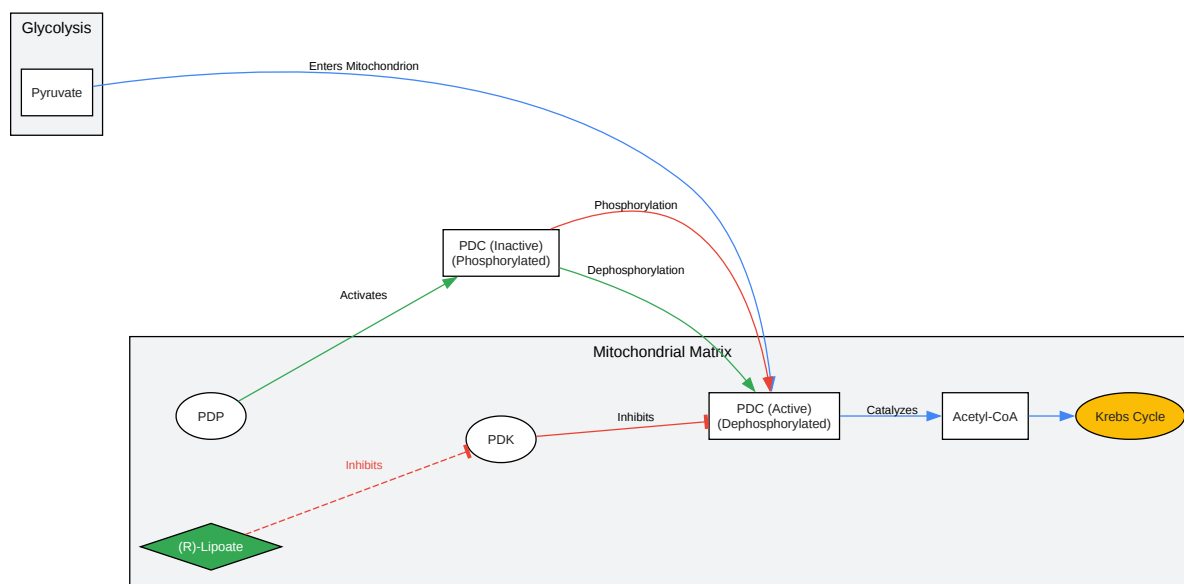 Glycolysis
Pyruvate
Enters Mitochondrion
Phosphorylation
PDC (Inactive)
(Phosphorylated)
Dephosphorylation
Activates
Mitochondrial Matrix
PDP
PDK
Inhibits
PDC (Active)
(Dephosphorylated)
Catalyzes
Acetyl-CoA
Krebs Cycle
Inhibits
(R)-Lipoate